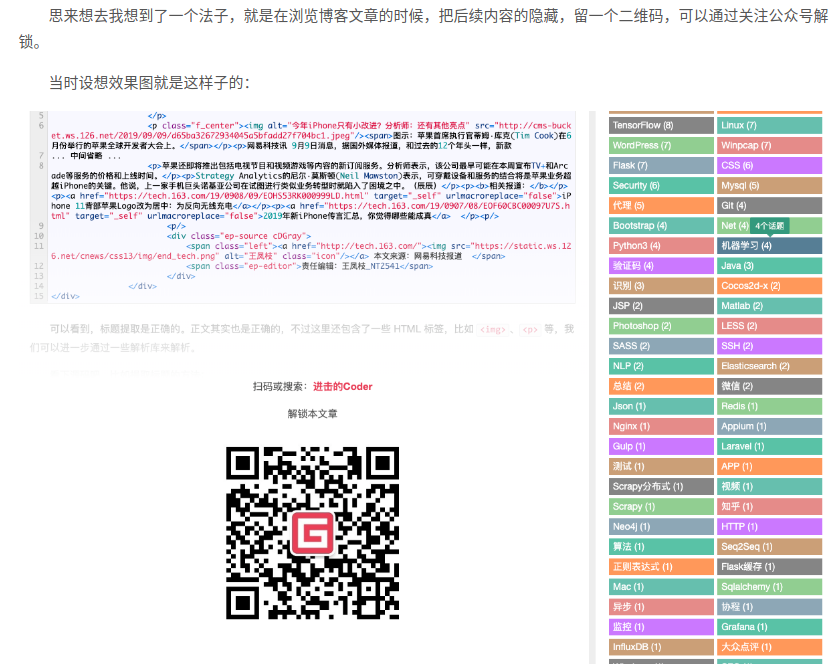 思来想去我想到了一个法子，就是在浏览博客文章的时候，把后续内容的隐藏，留一个二维码，可以通过关注公众号解
锁。
当时设想效果图就是这样子的：
5 </p>
6 <p class="f_center"><img alt="今年iPhone只有小改进？分析师：还有其他亮点" src="http://cms-buck
et.ws.126.net/2019/09/09/d65ba32672934045a5bfadd27f704bc1.jpeg"/><span>图示：苹果首席执行官蒂姆·库克(Tim Cook)在6
月份举行的苹果全球开发者大会上。</span></p><p>网易科技讯 9月9日消息，据国外媒体报道，和过去的12个年头一样，新款
7 ... 中间省略 ...
8 <p>苹果还即将推出包括电视节目和视频游戏等内容的新订阅服务。分析师表示，该公司最早可能在本周宣布TV+和Arc
ade等服务的价格和上线时间。</p><p>Strategy Analytics的尼尔·莫斯顿(Neil Mawston)表示，可穿戴设备和服务的结合将是苹果业务超
越iPhone的关键。他说，上一家手机巨头诺基亚公司在试图进行类似业务转型时就陷入了困境之中。（辰辰）</p><p><b>相关报道：</b></p>
<p><a href="https://tech.163.com/19/0908/09/EOHS53RK000999LD.html" target="_self" urlmacroreplace="false">iP
hone 11背部苹果Logo改为居中：为反向无线充电</a></p><p><a href="https://tech.163.com/19/0907/08/EOF60CBC00097U7S.h
tml" target="_self" urlmacroreplace="false">2019年新iPhone传言汇总，你觉得哪些能成真</a> </p><p/>
9 <p/>
10 <div class="ep-source cDGray">
11 <span class="left"><a href="http://tech.163.com/"><img src="https://static.ws.12
6.net/cnews/css13/img/end_tech.png" alt="王凤枝" class="icon"/></a> 本文来源：网易科技报道 </span>
12 <span class="ep-editor">责任编辑：王凤枝_NT2541</span>
13 </div>
14 </div>
15 </div>
可以看到，标题提取是正确的。正文其实也是正确的，不过这里还包含了一些 HTML 标签，比如 <img> 、 <p> 等，我
们可以进一步通过一些解析库来解析。
扫码或搜索：进击的Coder
解锁本文章
TensorFlow (8) Linux (7)
WordPress (7) Winpcap (7)
Flask (7) CSS (6)
Security (6) Mysql (5)
代理 (5) Git (4)
Bootstrap (4) Net (4) 4个话题
Python3 (4) 机器学习 (4)
验证码 (4) Java (3)
识别 (3) Cocos2d-x (2)
JSP (2) Matlab (2)
Photoshop (2) LESS (2)
SASS (2) SSH (2)
NLP (2) Elasticsearch (2)
总结 (2) 微信 (2)
Json (1) Redis (1)
Nginx (1) Appium (1)
Gulp (1) Laravel (1)
测试 (1) APP (1)
Scrapy分布式 (1) 视频 (1)
Scrapy (1) 知乎 (1)
Neo4j (1) HTTP (1)
算法 (1) Seq2Seq (1)
正则表达式 (1) Flask缓存 (1)
Mac (1) Sqlalchemy (1)
异步 (1) 协程 (1)
监控 (1) Grafana (1)
InfluxDB (1) 大众点评 (1)